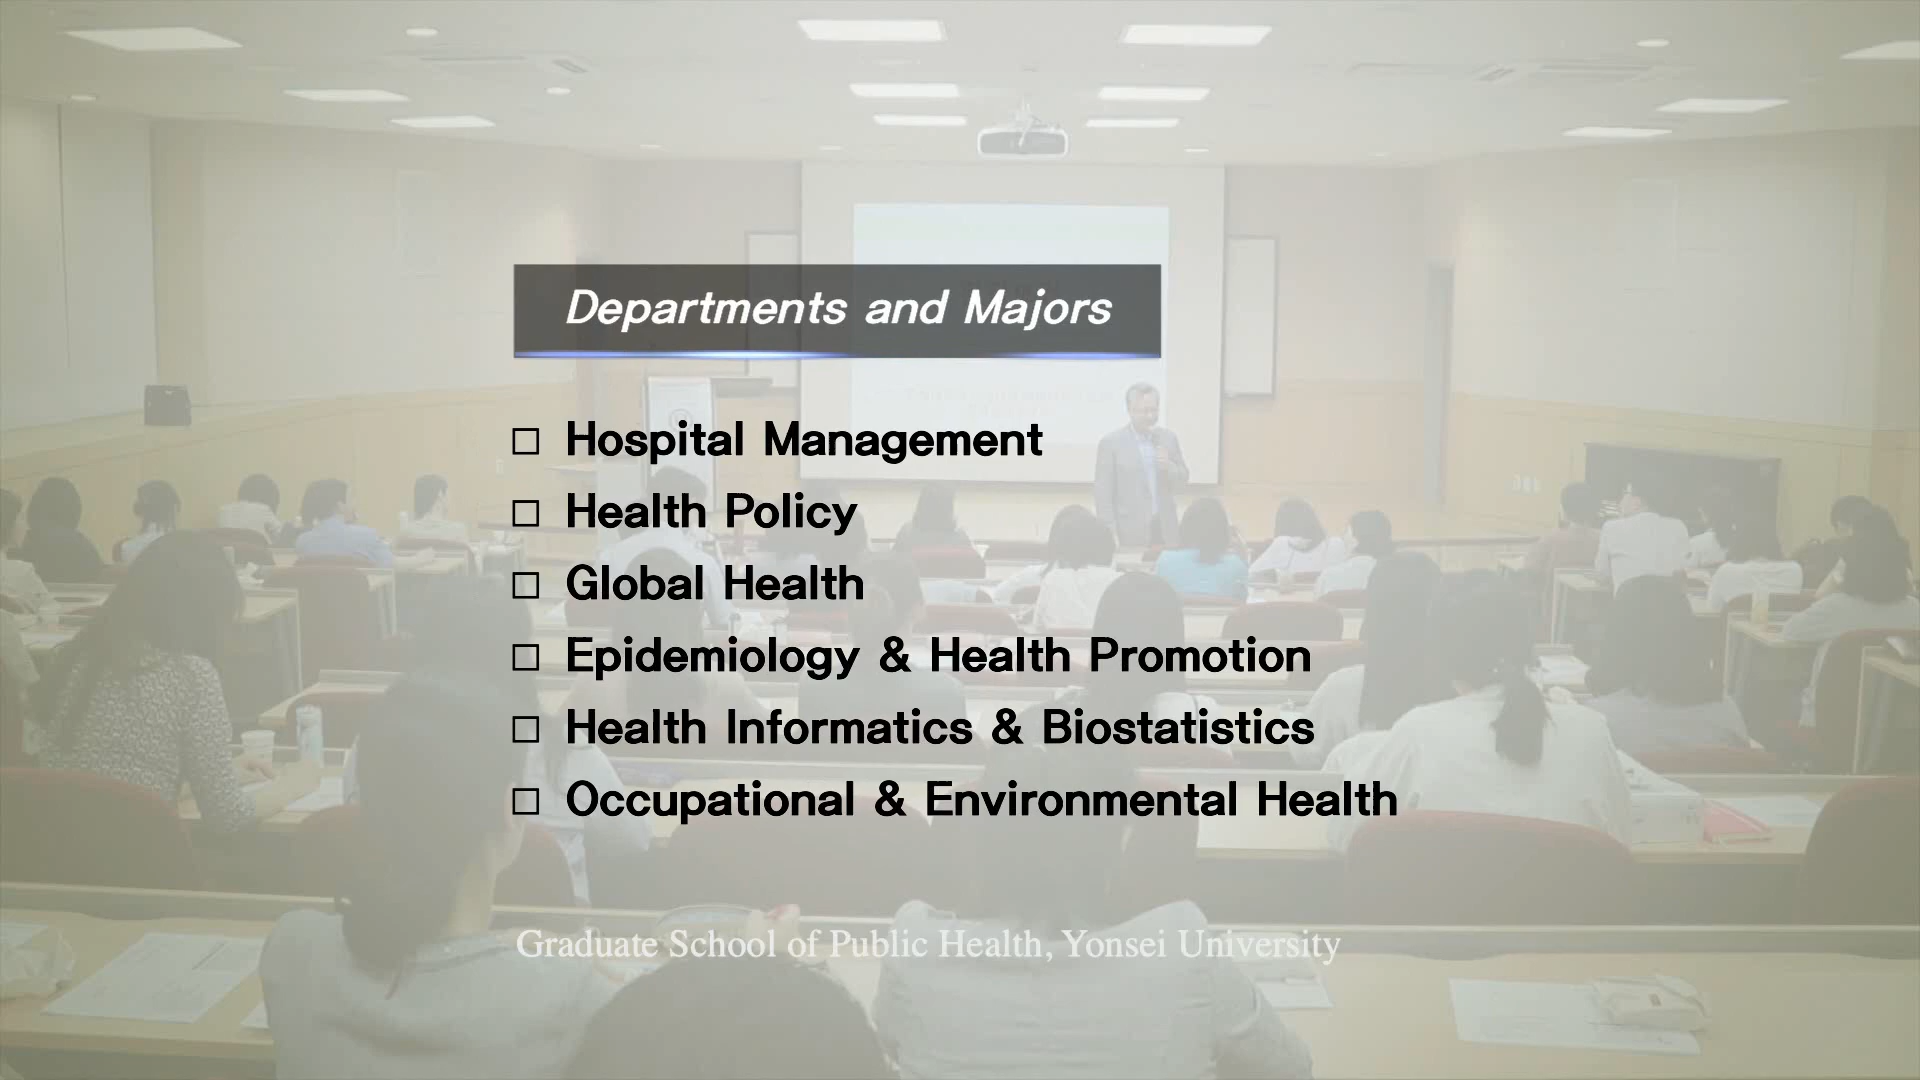 Departments and Majors
□ Hospital Management
□ Health Policy
□ Global Health
□ Epidemiology & Health Promotion
□ Health Informatics & Biostatistics
□ Occupational & Environmental Health
Graduate School of Public Health, Yonsei University